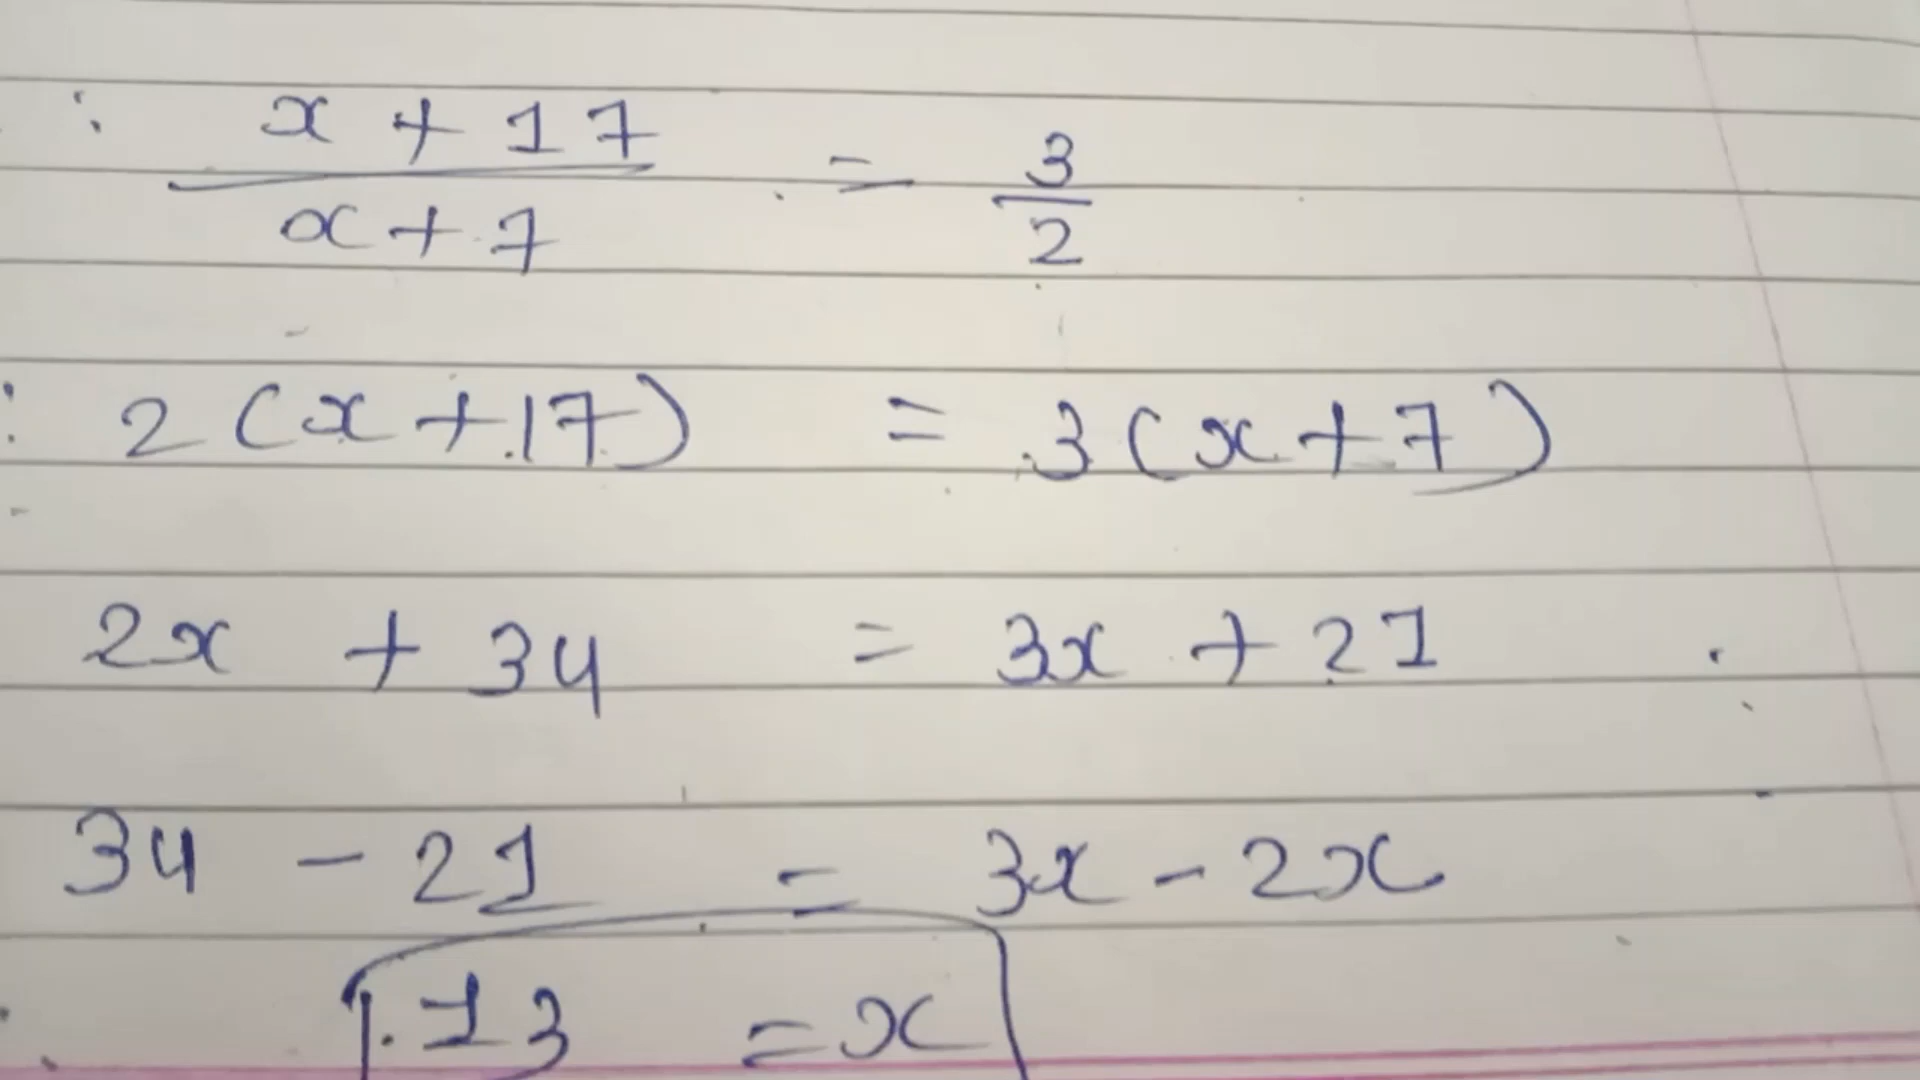 ∴ x + 17 / x + 7 = 3 / 2
∴ 2 (x + 17) = 3 (x + 7)
2x + 34 = 3x + 21
34 - 21 = 3x - 2x
13 = x